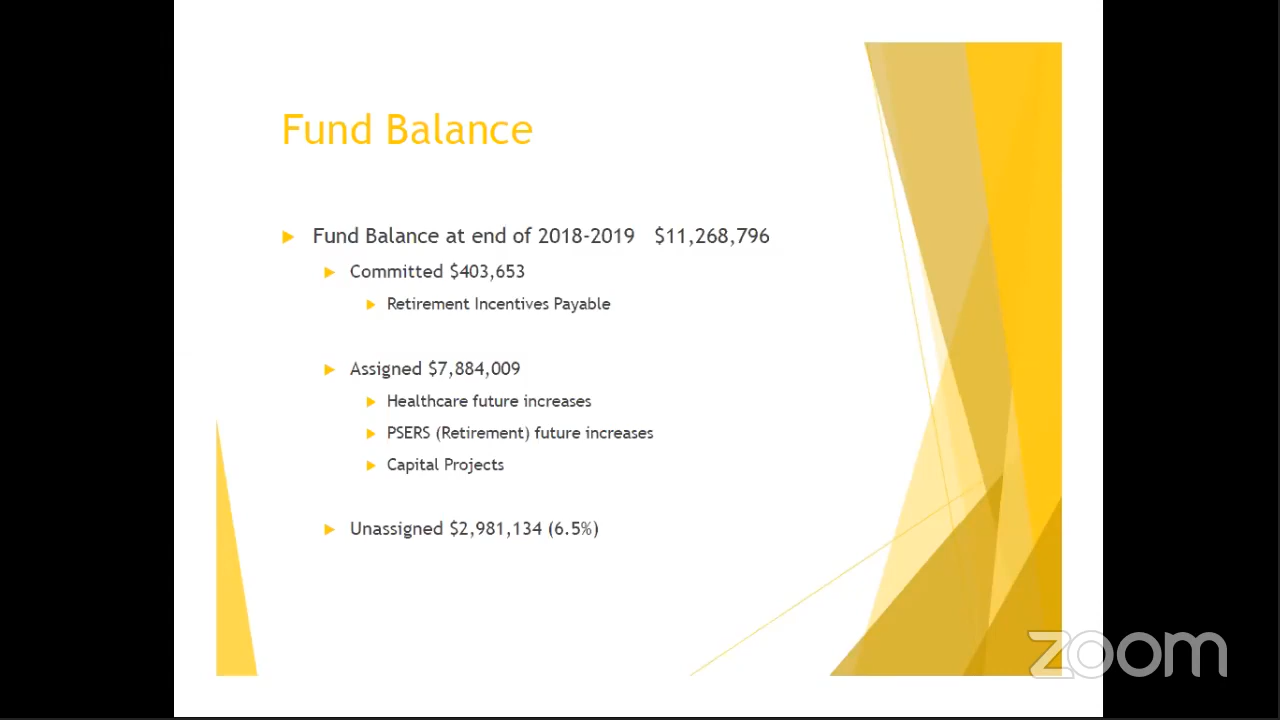 Fund Balance
Fund Balance at end of 2018-2019 $11,268,796
Committed $403,653
Retirement Incentives Payable
Assigned $7,884,009
Healthcare future increases
PSERS (Retirement) future increases
Capital Projects
Unassigned $2,981,134 (6.5%)
zoom